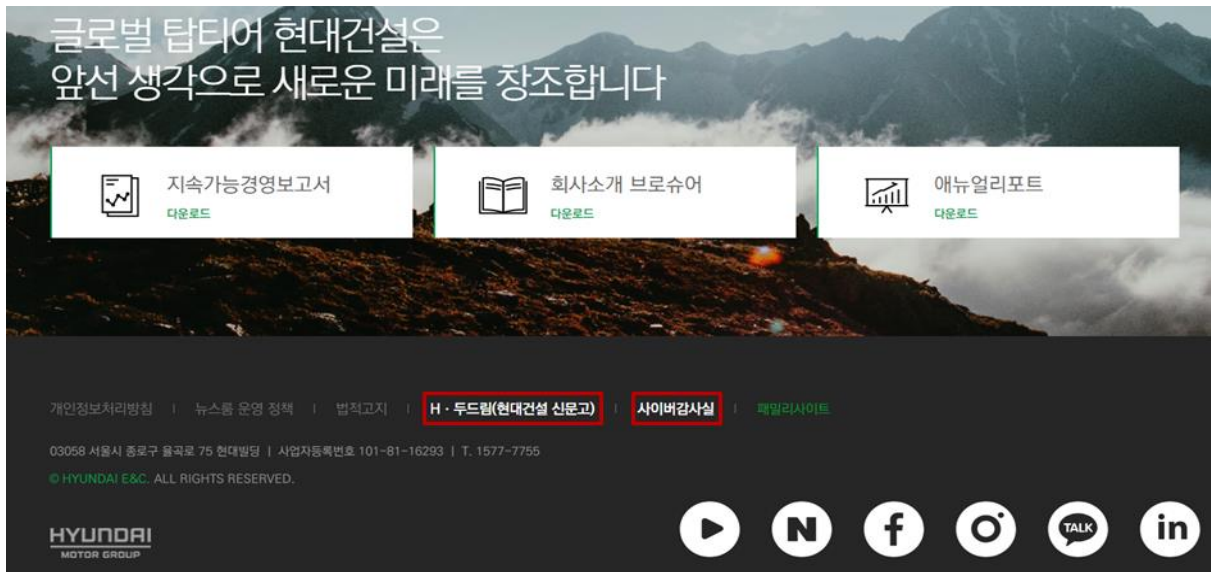 글로벌 탑티어 현대건설은
앞선 생각으로 새로운 미래를 창조합니다
지속가능경영보고서
다운로드
회사소개 브로슈어
다운로드
애뉴얼리포트
다운로드
개인정보처리방침 | 뉴스룸 운영 정책 | 법적고지 | H · 두드림(현대건설 신문고) | 사이버감사실 | 패밀리사이트
03058 서울시 종로구 율곡로 75 현대빌딩 | 사업자등록번호 101-81-16293 | T. 1577-7755
© HYUNDAI E&C. ALL RIGHTS RESERVED.
HYUNDAI
MOTOR GROUP
N f TALK in